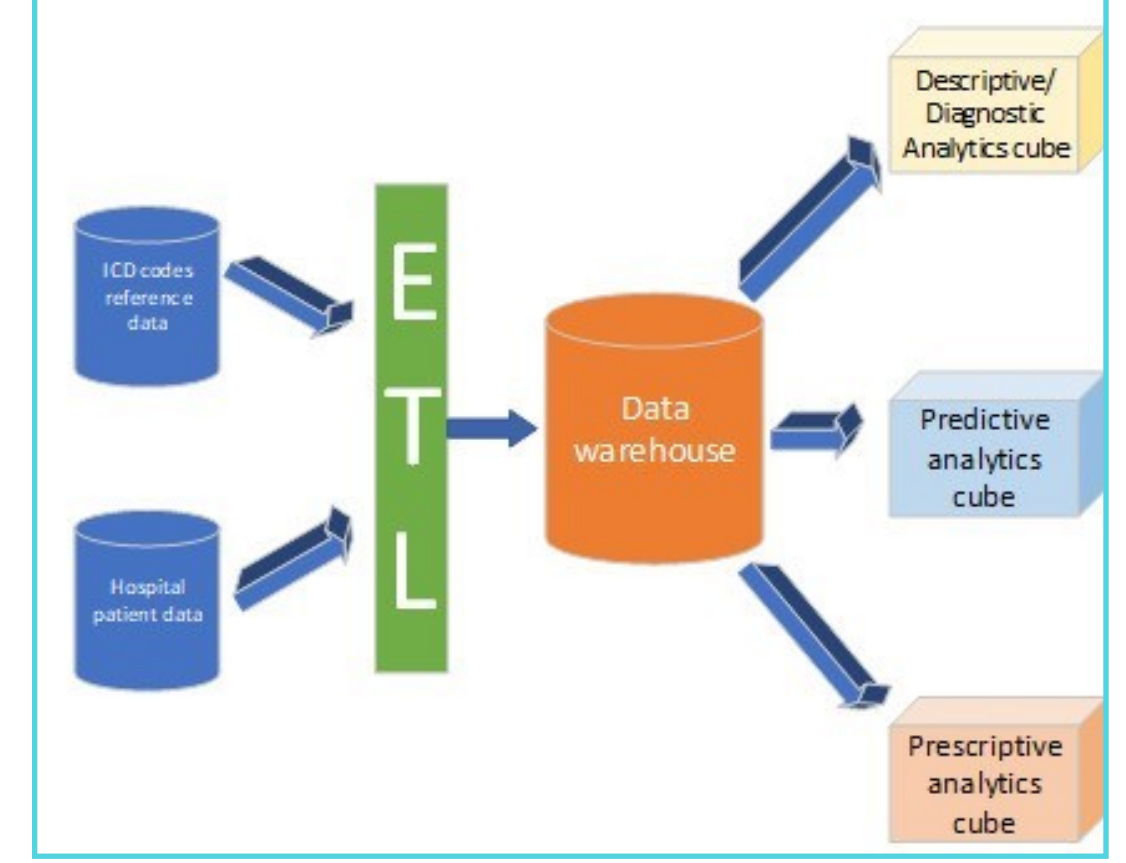 ICD codes
reference
data
Hospital
patient data
E
T
L
Data
warehouse
Descriptive/
Diagnostic
Analytics cube
Predictive
analytics
cube
Prescriptive
analytics
cube